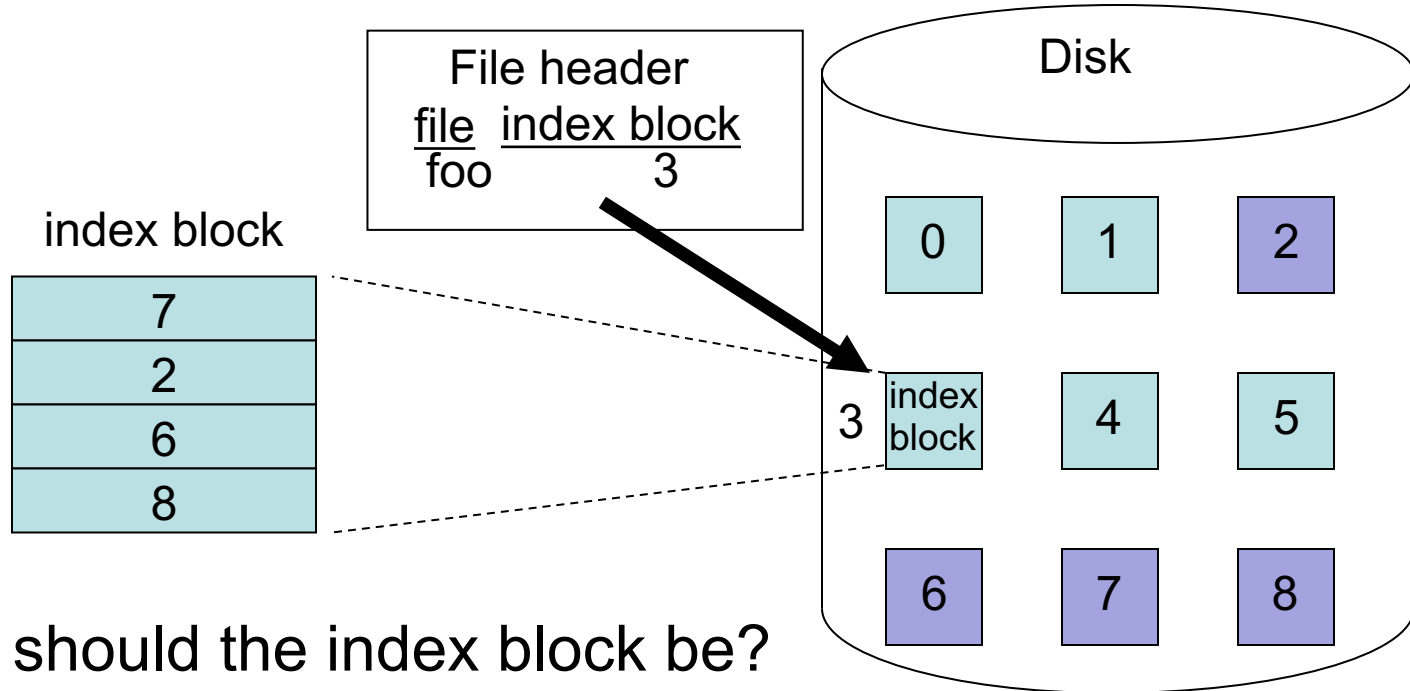 File header
file index block
foo 3
Disk
index block
7
2
6
8
0 1 2
3 index block 4 5
6 7 8
should the index block be?